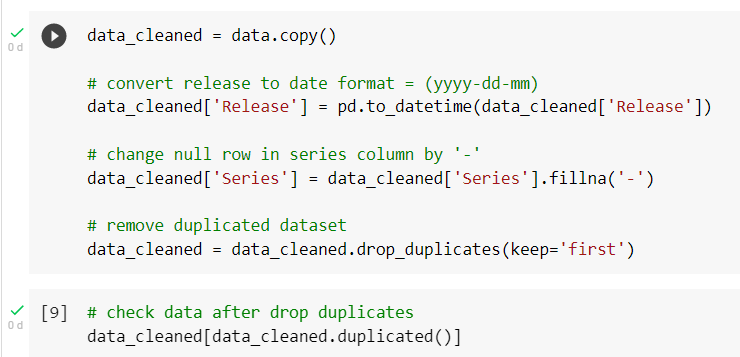 data_cleaned = data.copy()
0 d
# convert release to date format = (yyyy-dd-mm)
data_cleaned['Release'] = pd.to_datetime(data_cleaned['Release'])
# change null row in series column by '-'
data_cleaned['Series'] = data_cleaned['Series'].fillna('-')
# remove duplicated dataset
data_cleaned = data_cleaned.drop_duplicates(keep='first')
[9] # check data after drop duplicates
0 d
data_cleaned[data_cleaned.duplicated()]